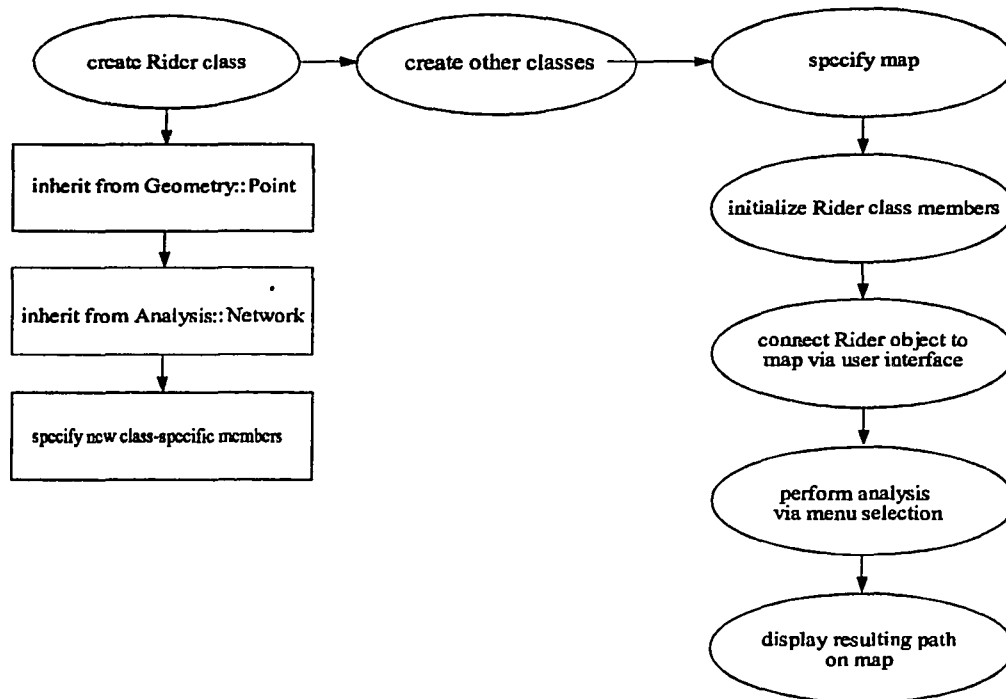 create Rider class
create other classes
specify map
inherit from Geometry::Point
inherit from Analysis::Network
specify new class-specific members
initialize Rider class members
connect Rider object to
map via user interface
perform analysis
via menu selection
display resulting path
on map